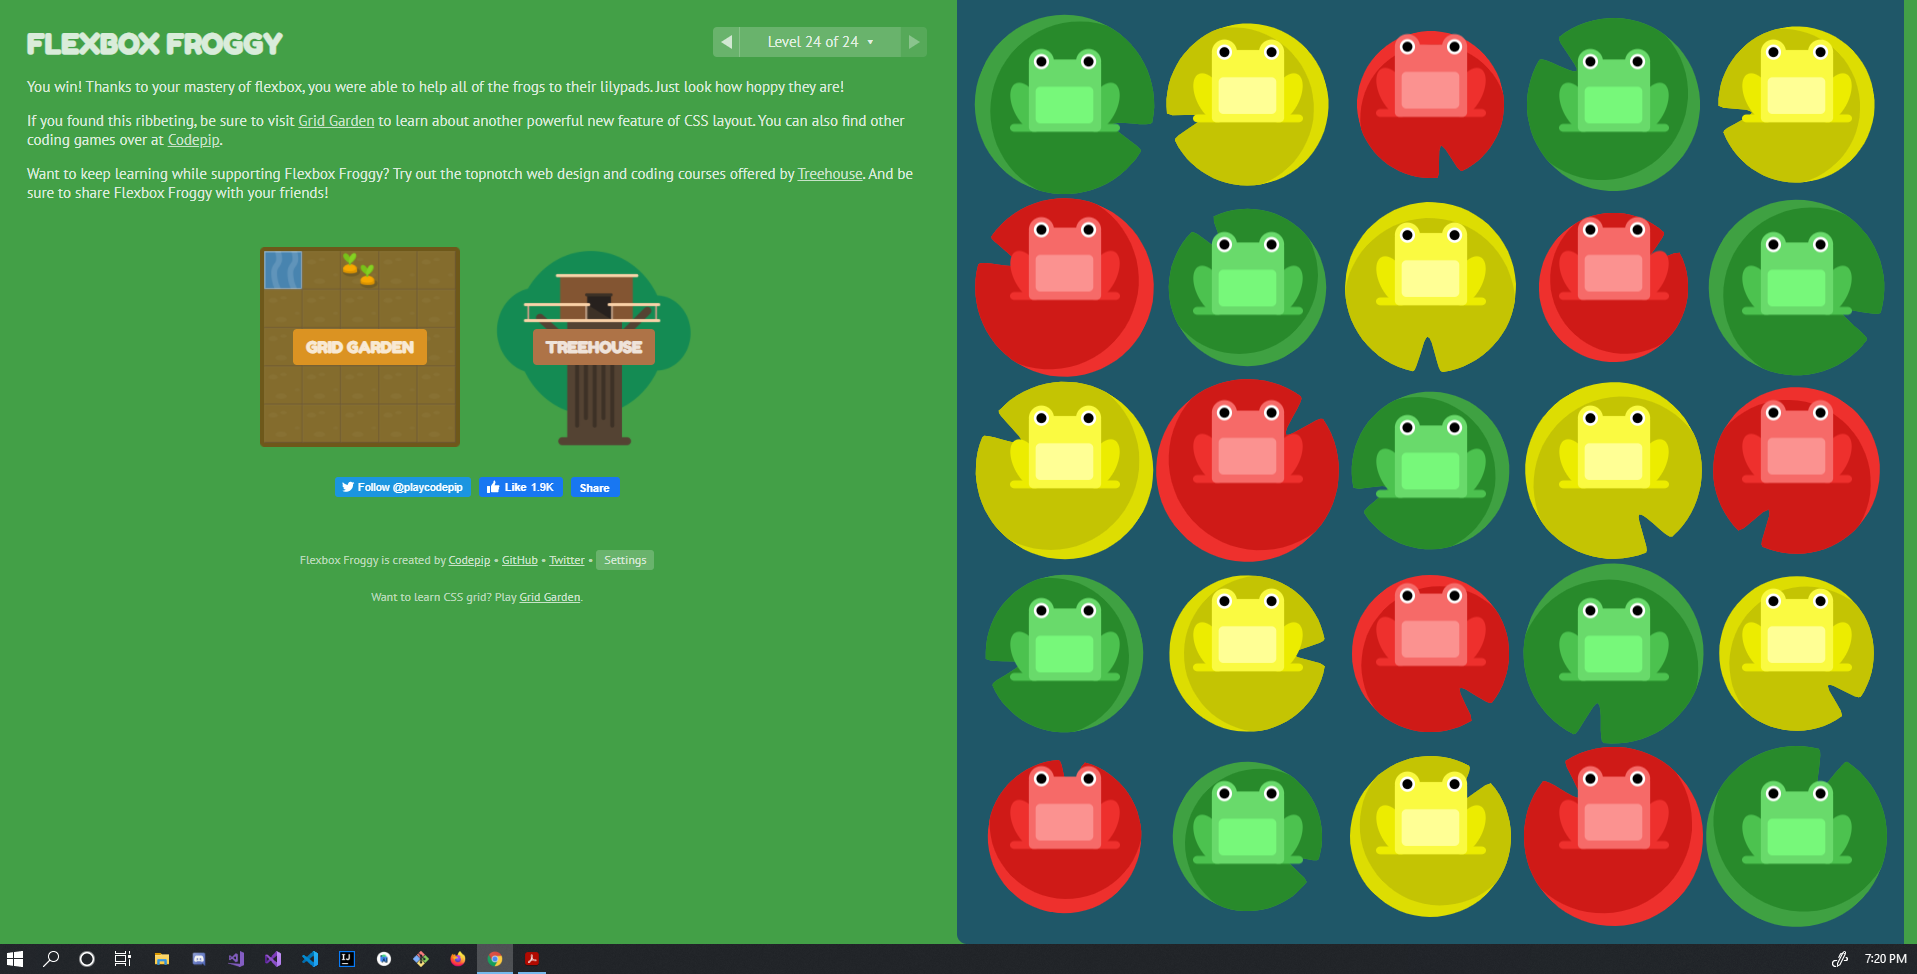 FLEXBOX FROGGY
Level 24 of 24
You win! Thanks to your mastery of flexbox, you were able to help all of the frogs to their lilypads. Just look how hoppy they are!
If you found this ribbeting, be sure to visit Grid Garden to learn about another powerful new feature of CSS layout. You can also find other
coding games over at Codepip.
Want to keep learning while supporting Flexbox Froggy? Try out the topnotch web design and coding courses offered by Treehouse. And be
sure to share Flexbox Froggy with your friends!
GRID GARDEN
TREEHOUSE
Follow @playcodepip
Like 1.9K
Share
Flexbox Froggy is created by Codepip • GitHub • Twitter • Settings
Want to learn CSS grid? Play Grid Garden.
IJ
7:20 PM